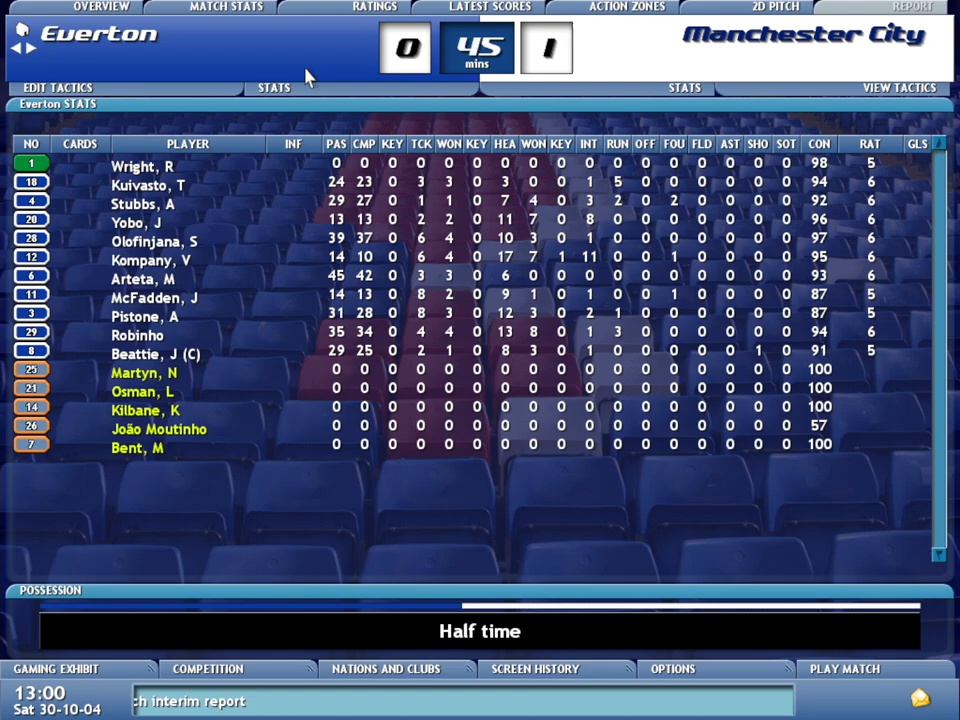 OVERVIEW MATCH STATS RATINGS LATEST SCORES ACTION ZONES 2D PITCH REPORT
Everton 0 45 mins 1 Manchester City
EDIT TACTICS STATS STATS VIEW TACTICS
Everton STATS
NO CARDS PLAYER INF PAS CMP KEY TCK WON KEY HEA WON KEY INT RUN OFF FOU FLD AST SHO SOT CON RAT GLS
1 Wright, R 0 0 0 0 0 0 0 0 0 0 0 0 0 0 0 0 0 98 5
18 Kuivasto, T 24 23 0 3 3 0 3 0 0 1 5 0 0 0 0 0 0 94 6
4 Stubbs, A 29 27 0 1 1 0 7 4 0 3 2 0 2 0 0 0 0 92 6
20 Yobo, J 13 13 0 2 2 0 11 7 0 8 0 0 0 0 0 0 0 96 6
28 Olofinjana, S 39 37 0 6 4 0 10 3 0 1 0 0 0 0 0 0 0 97 6
12 Kompany, V 14 10 0 6 4 0 17 7 1 11 0 0 1 0 0 0 0 95 6
6 Arteta, M 45 42 0 3 3 0 6 0 0 0 0 0 0 0 0 0 0 93 6
11 McFadden, J 14 13 0 8 2 0 9 1 0 1 0 0 1 0 0 0 0 87 5
3 Pistone, A 31 28 0 8 3 0 12 3 0 2 1 0 0 0 0 0 0 87 5
29 Robinho 35 34 0 4 4 0 13 8 0 1 3 0 0 0 0 0 0 94 6
8 Beattie, J (C) 29 25 0 2 1 0 8 3 0 1 0 0 0 0 0 1 0 91 5
25 Martyn, N 0 0 0 0 0 0 0 0 0 0 0 0 0 0 0 0 0 100
21 Osman, L 0 0 0 0 0 0 0 0 0 0 0 0 0 0 0 0 0 100
14 Kilbane, K 0 0 0 0 0 0 0 0 0 0 0 0 0 0 0 0 0 100
26 João Moutinho 0 0 0 0 0 0 0 0 0 0 0 0 0 0 0 0 0 57
7 Bent, M 0 0 0 0 0 0 0 0 0 0 0 0 0 0 0 0 0 100
POSSESSION
Half time
GAMING EXHIBIT COMPETITION NATIONS AND CLUBS SCREEN HISTORY OPTIONS PLAY MATCH
13:00
Sat 30-10-04
ch interim report